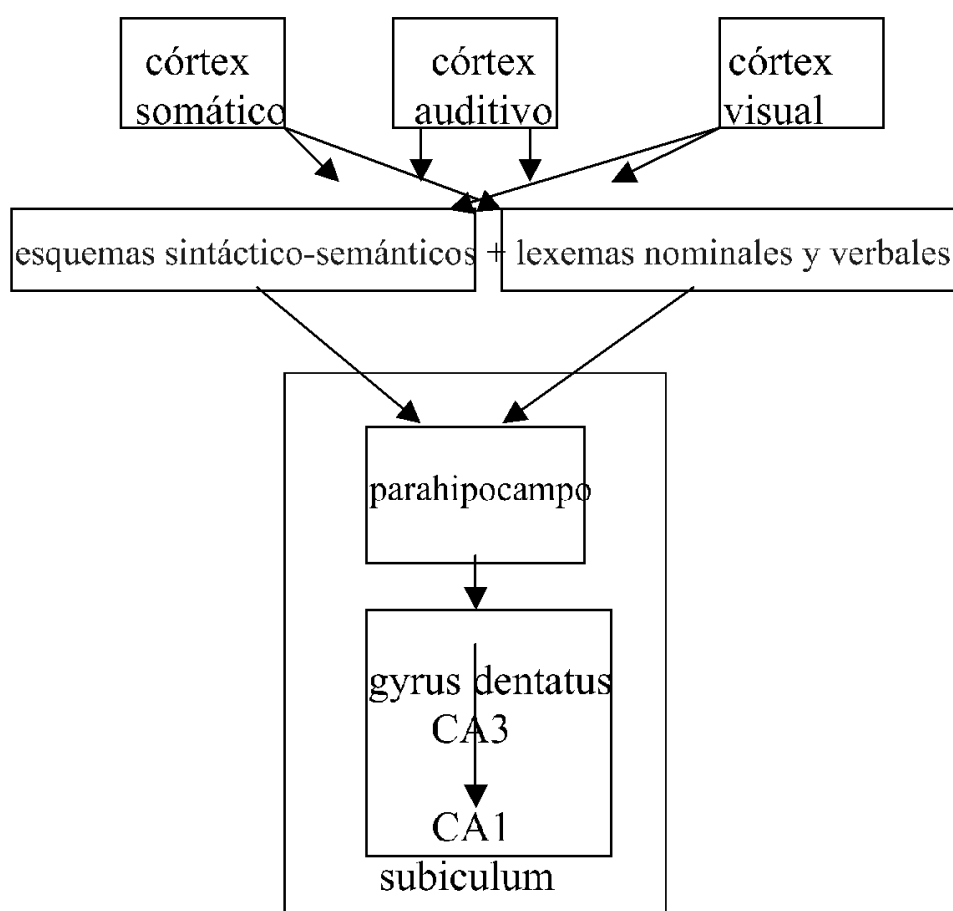 córtex somático
córtex auditivo
córtex visual
esquemas sintáctico-semánticos + lexemas nominales y verbales
parahipocampo
gyrus dentatus
CA3
CA1
subiculum